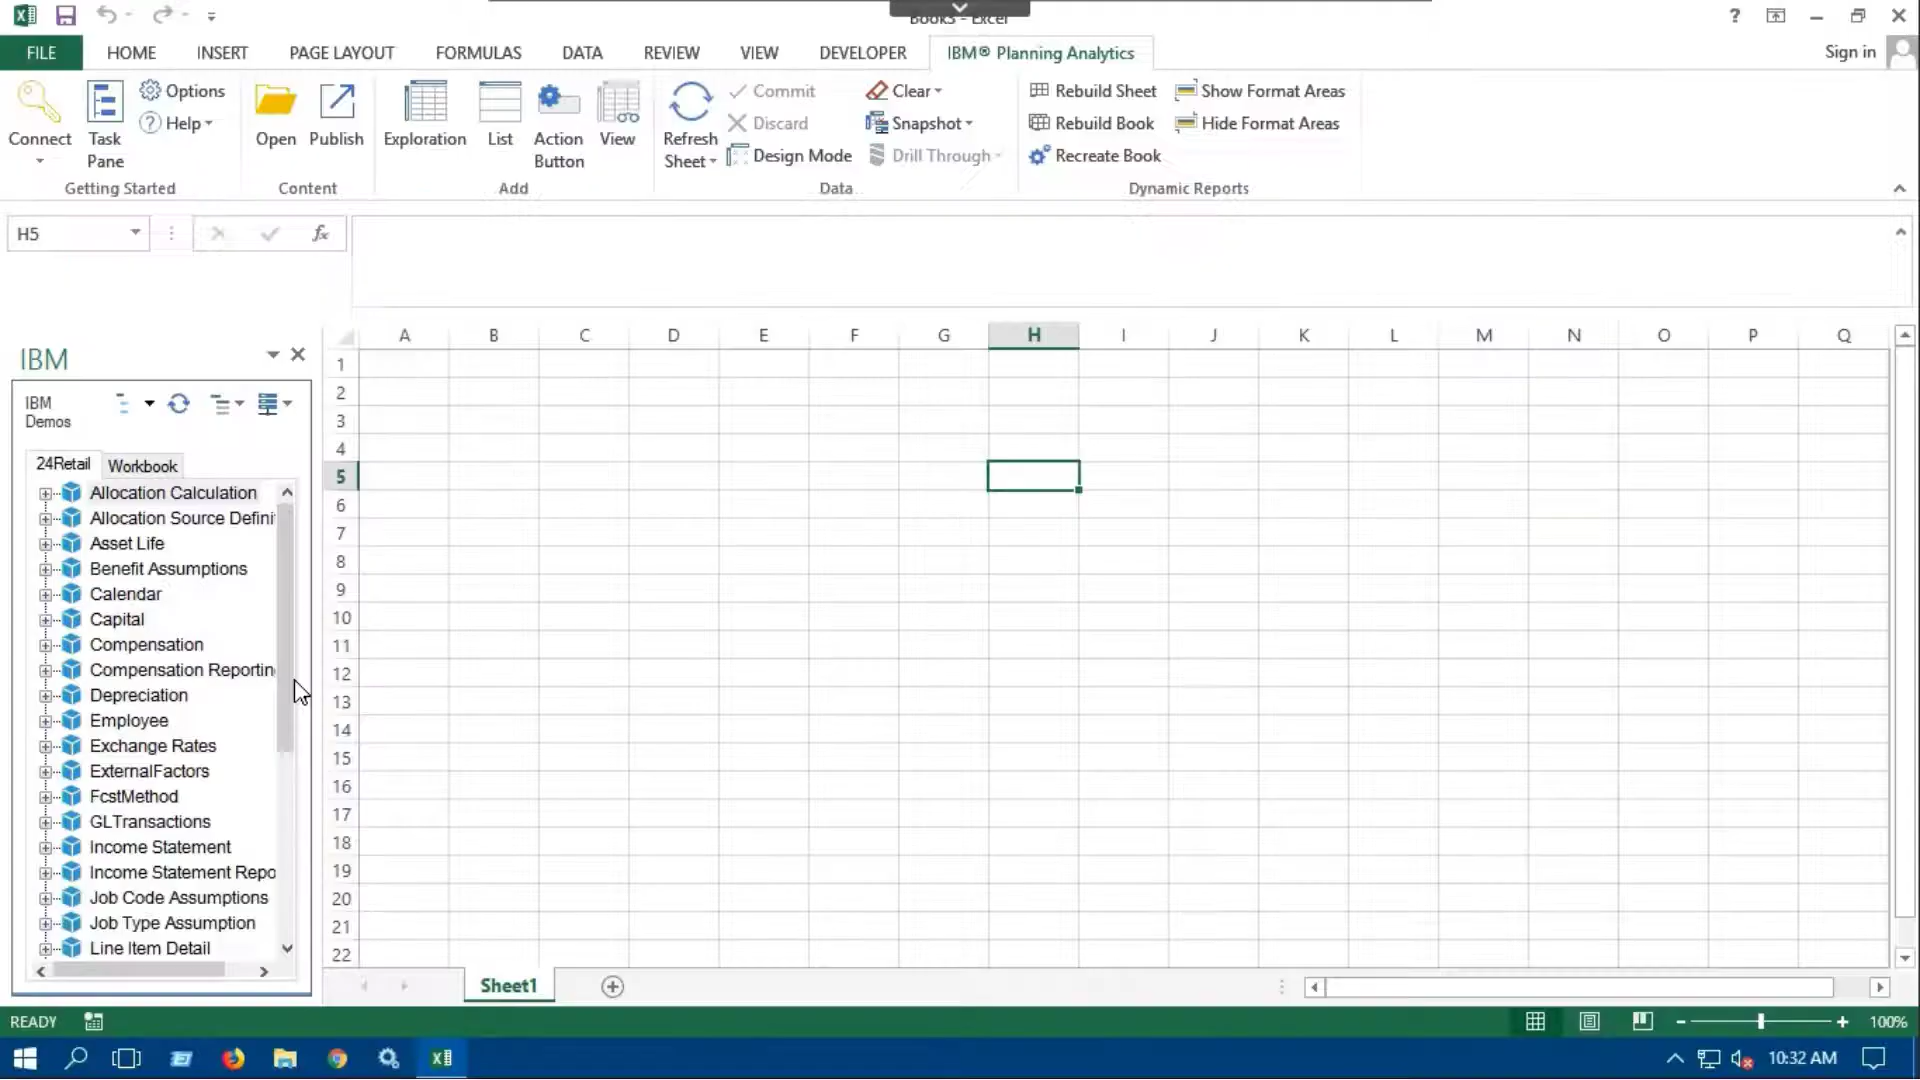 Book3 - Excel
?
FILE HOME INSERT PAGE LAYOUT FORMULAS DATA REVIEW VIEW DEVELOPER IBM® Planning Analytics Sign in
Connect
Task Pane
Options
Help
Getting Started
Open
Publish
Content
Exploration
List
Action Button
View
Add
Refresh Sheet
Commit
Discard
Design Mode
Clear
Snapshot
Drill Through
Data
Rebuild Sheet
Rebuild Book
Recreate Book
Show Format Areas
Hide Format Areas
Dynamic Reports
H5 fx
IBM
IBM
Demos
24Retail Workbook
Allocation Calculation
Allocation Source Defini
Asset Life
Benefit Assumptions
Calendar
Capital
Compensation
Compensation Reportin
Depreciation
Employee
Exchange Rates
ExternalFactors
FcstMethod
GLTransactions
Income Statement
Income Statement Repo
Job Code Assumptions
Job Type Assumption
Line Item Detail
A B C D E F G H I J K L M N O P Q
1
2
3
4
5
6
7
8
9
10
11
12
13
14
15
16
17
18
19
20
21
22
Sheet1
READY 100%
10:32 AM